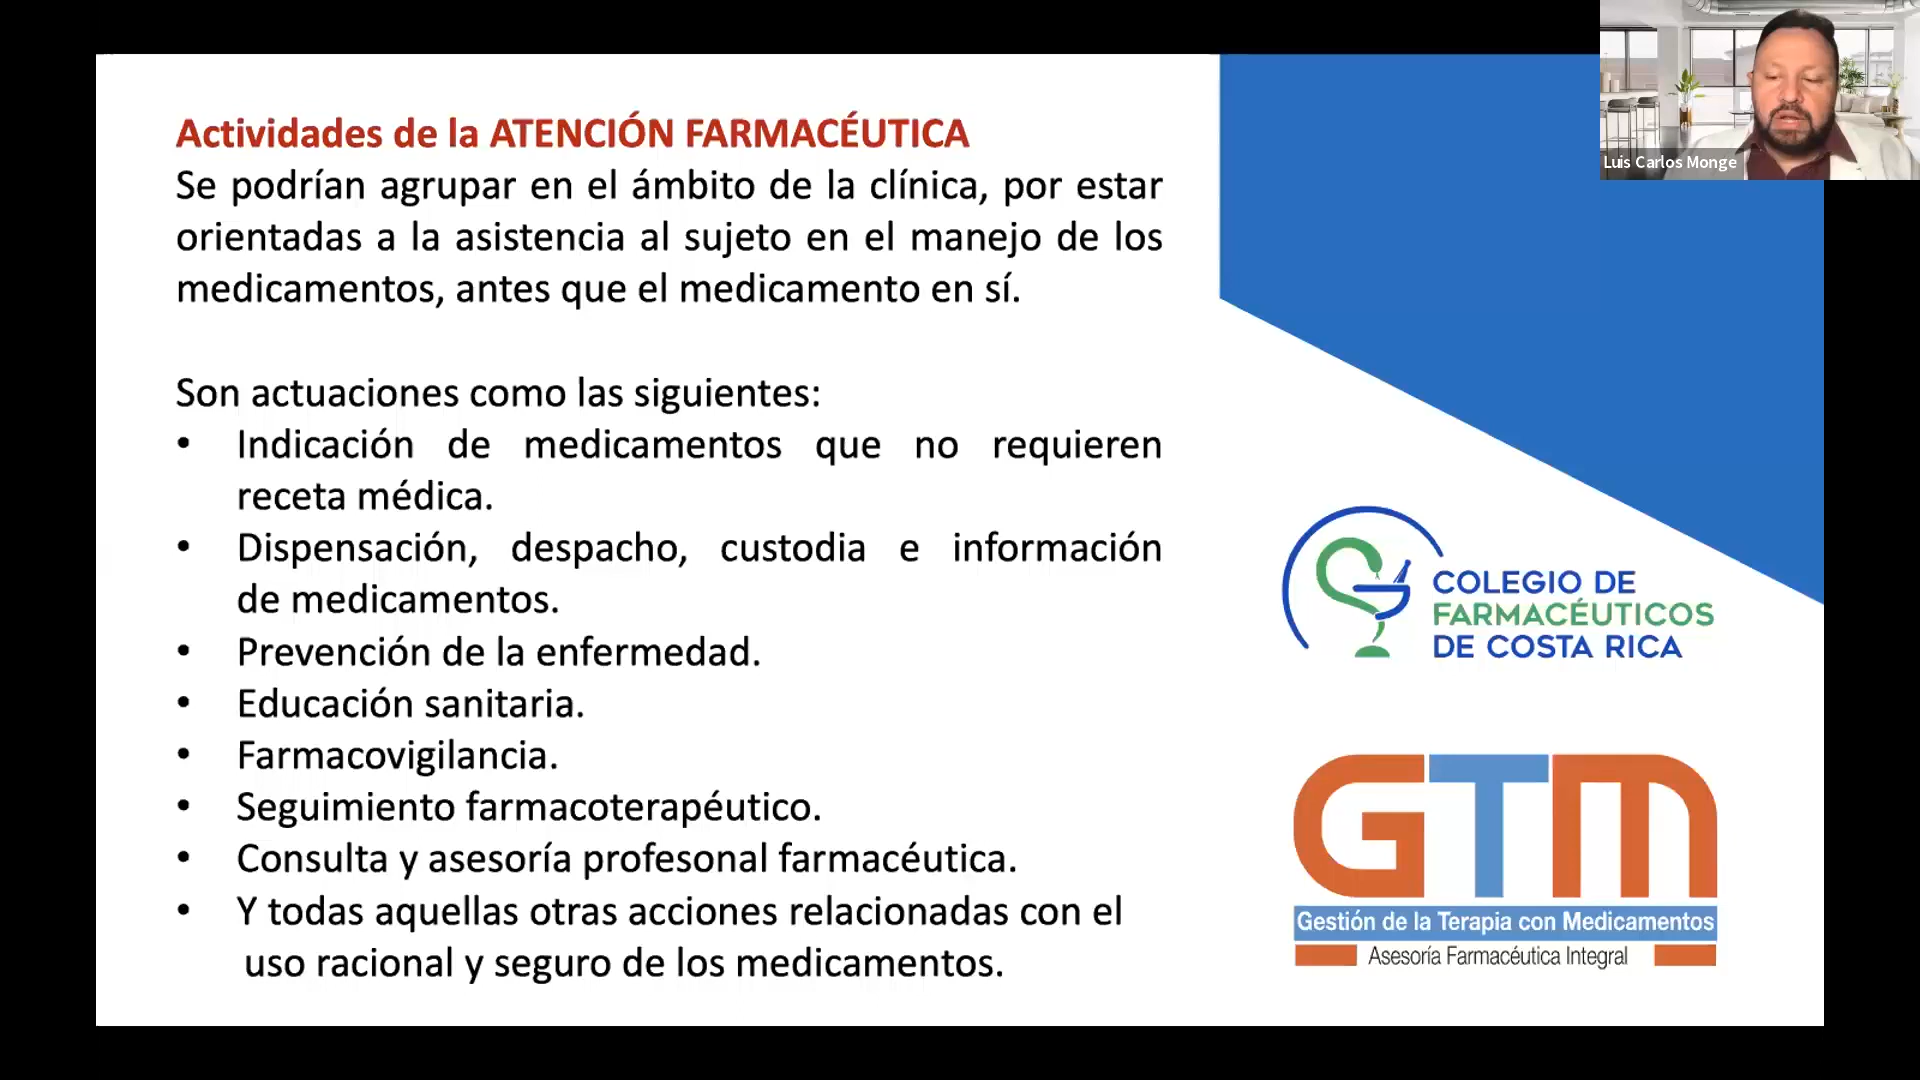 Actividades de la ATENCIÓN FARMACÉUTICA
Se podrían agrupar en el ámbito de la clínica, por estar
orientadas a la asistencia al sujeto en el manejo de los
medicamentos, antes que el medicamento en sí.
Son actuaciones como las siguientes:
• Indicación de medicamentos que no requieren
receta médica.
• Dispensación, despacho, custodia e información
de medicamentos.
• Prevención de la enfermedad.
• Educación sanitaria.
• Farmacovigilancia.
• Seguimiento farmacoterapéutico.
• Consulta y asesoría profesonal farmacéutica.
• Y todas aquellas otras acciones relacionadas con el
uso racional y seguro de los medicamentos.
Luis Carlos Monge
COLEGIO DE
FARMACÉUTICOS
DE COSTA RICA
GTM
Gestión de la Terapia con Medicamentos
Asesoría Farmacéutica Integral